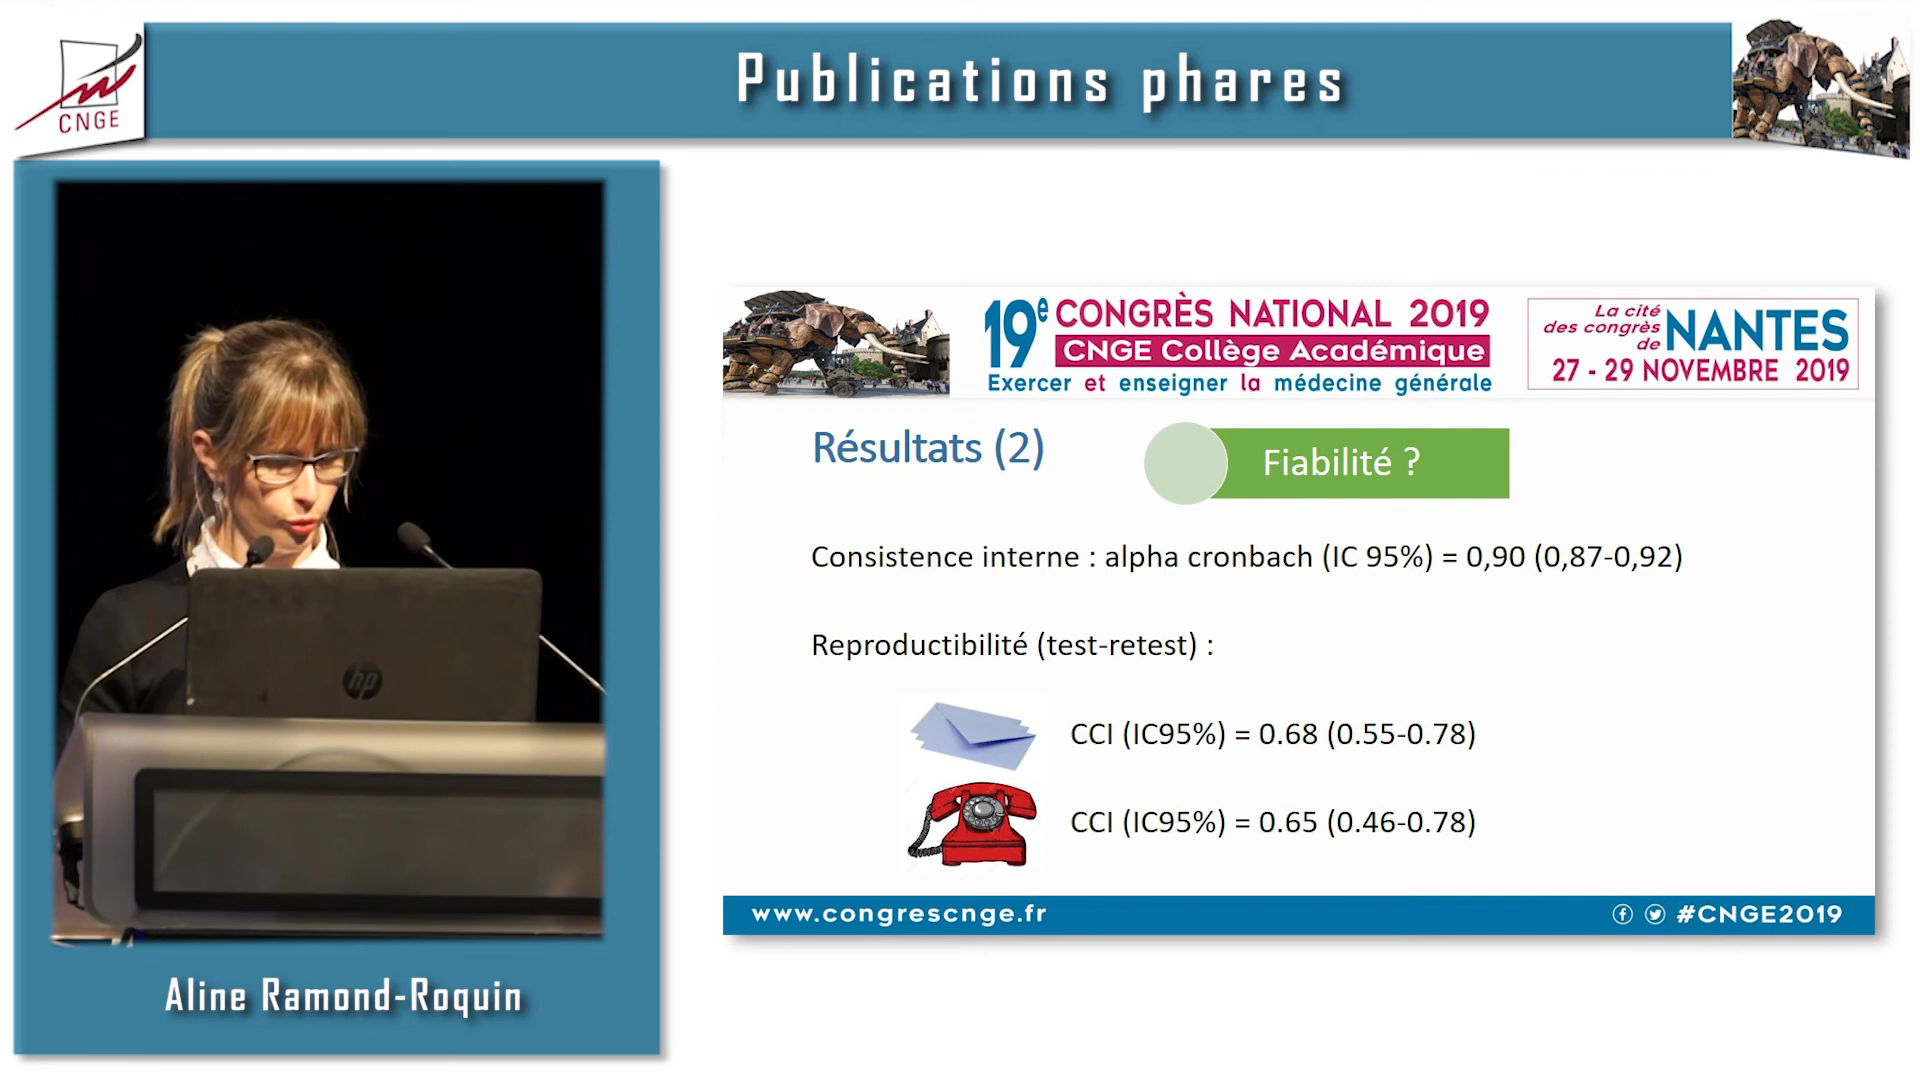 Publications phares
CNGE
19e CONGRÈS NATIONAL 2019
CNGE Collège Académique
Exercer et enseigner la médecine générale
La cité
des congrès
de
NANTES
27 - 29 NOVEMBRE 2019
Résultats (2)
Fiabilité ?
Consistence interne : alpha cronbach (IC 95%) = 0,90 (0,87-0,92)
Reproductibilité (test-retest) :
CCI (IC95%) = 0.68 (0.55-0.78)
CCI (IC95%) = 0.65 (0.46-0.78)
www.congrescnge.fr
#CNGE2019
hp
Aline Ramond-Roquin